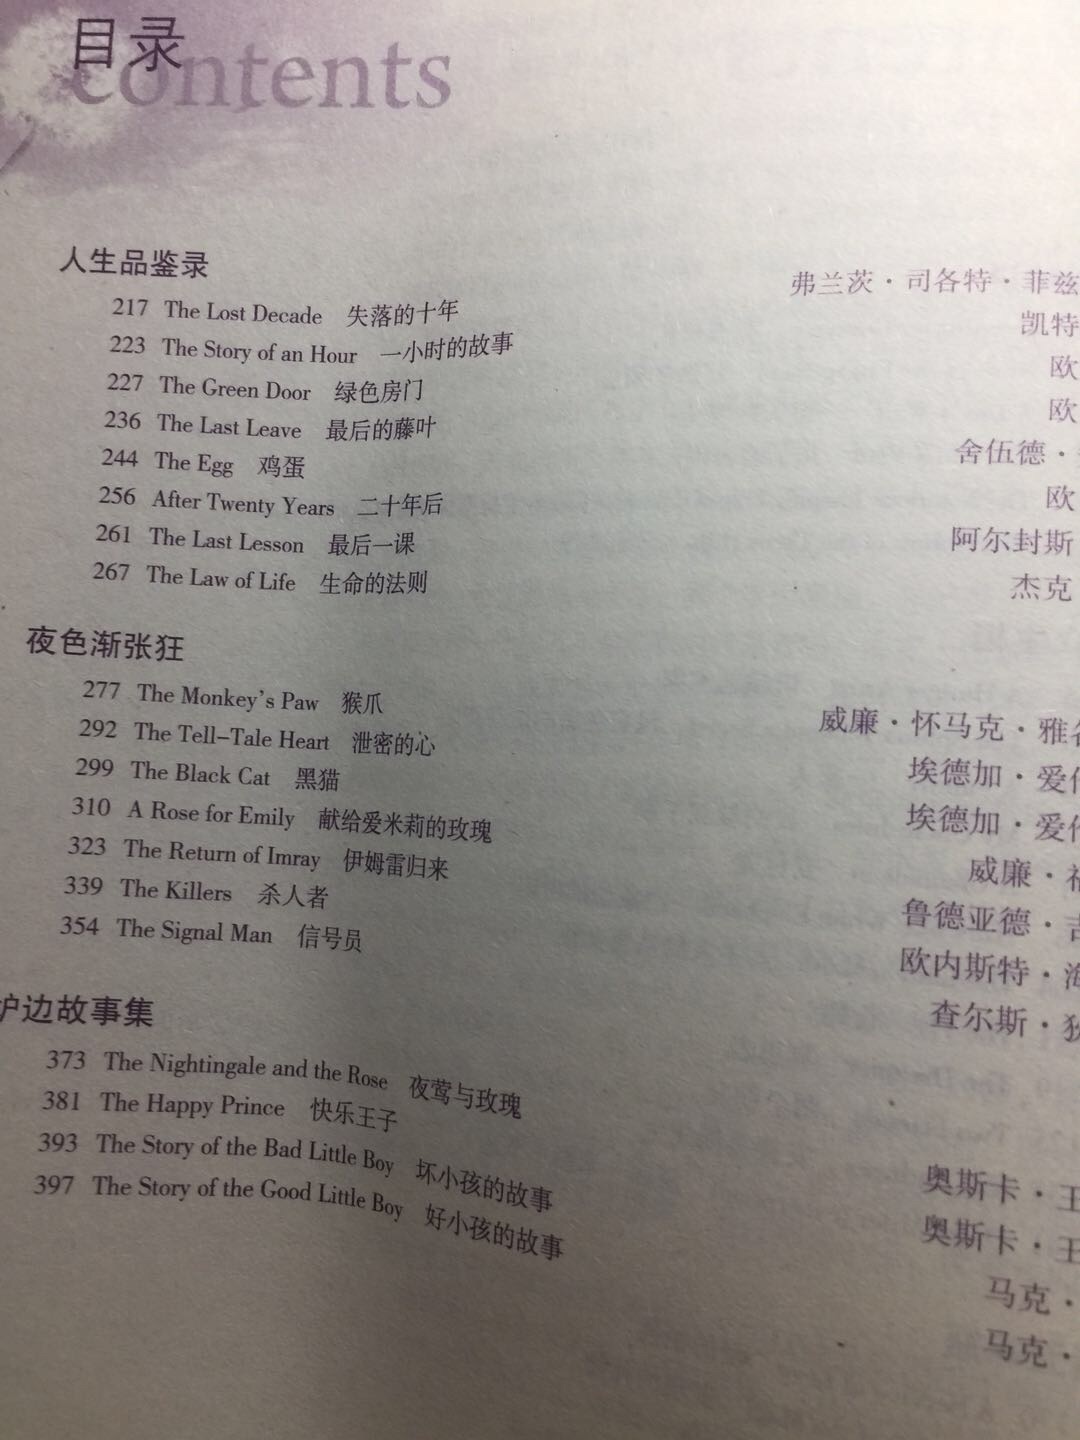 目录
contents
人生品鉴录
217 The Lost Decade 失落的十年 弗兰茨·司各特·菲兹
223 The Story of an Hour 一小时的故事 凯特
227 The Green Door 绿色房门 欧
236 The Last Leave 最后的藤叶 欧
244 The Egg 鸡蛋 舍伍德·
256 After Twenty Years 二十年后 欧
261 The Last Lesson 最后一课 阿尔封斯
267 The Law of Life 生命的法则 杰克
夜色渐张狂
277 The Monkey's Paw 猴爪 威廉·怀马克·雅
292 The Tell-Tale Heart 泄密的心 埃德加·爱
299 The Black Cat 黑猫 埃德加·爱
310 A Rose for Emily 献给爱米莉的玫瑰 威廉·
323 The Return of Imray 伊姆雷归来 鲁德亚德·
339 The Killers 杀人者 欧内斯特·
354 The Signal Man 信号员 查尔斯·
炉边故事集
373 The Nightingale and the Rose 夜莺与玫瑰 奥斯卡·王
381 The Happy Prince 快乐王子 奥斯卡·王
393 The Story of the Bad Little Boy 坏小孩的故事 马克·
397 The Story of the Good Little Boy 好小孩的故事 马克·